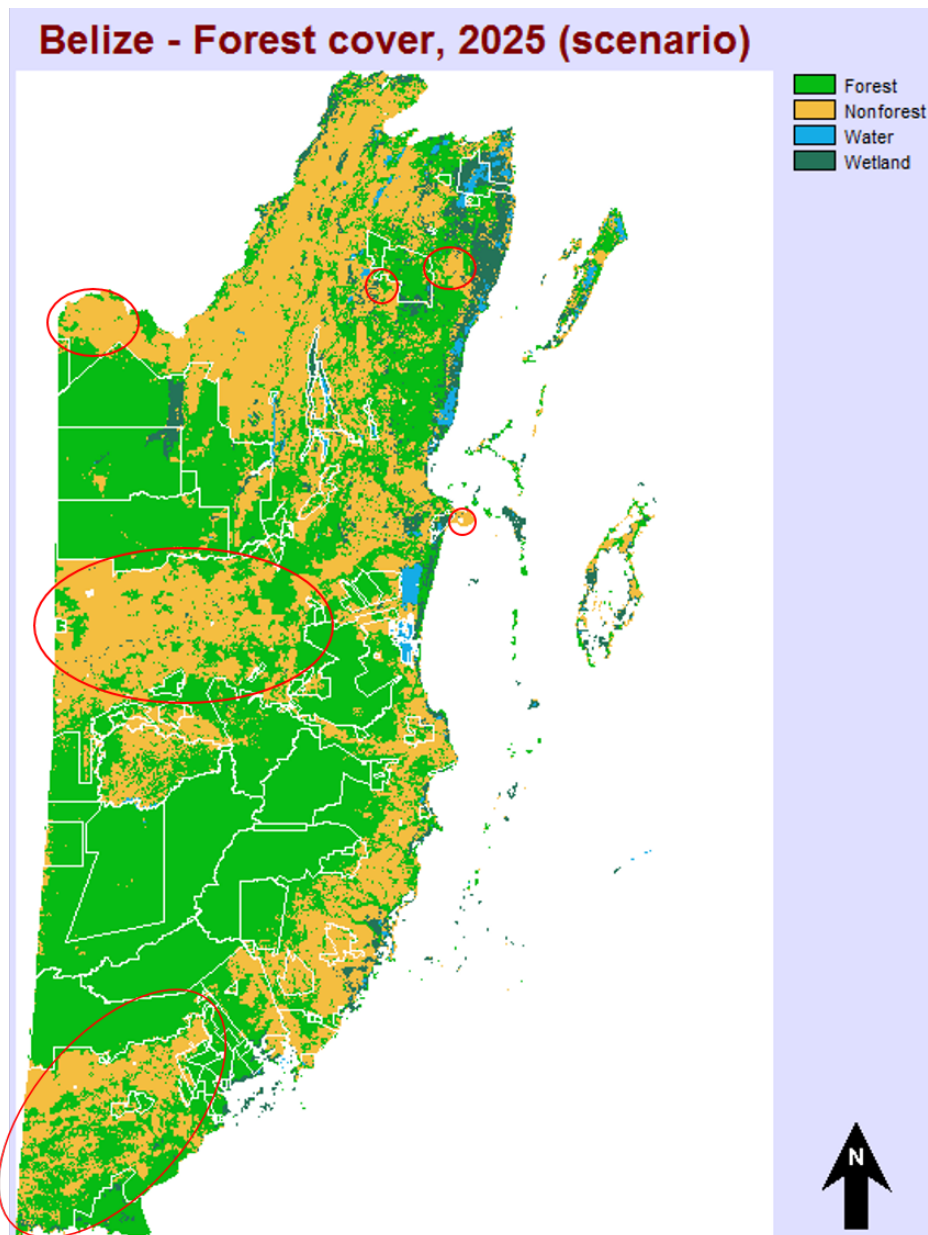 Belize - Forest cover, 2025 (scenario)
Forest
Nonforest
Water
Wetland
N